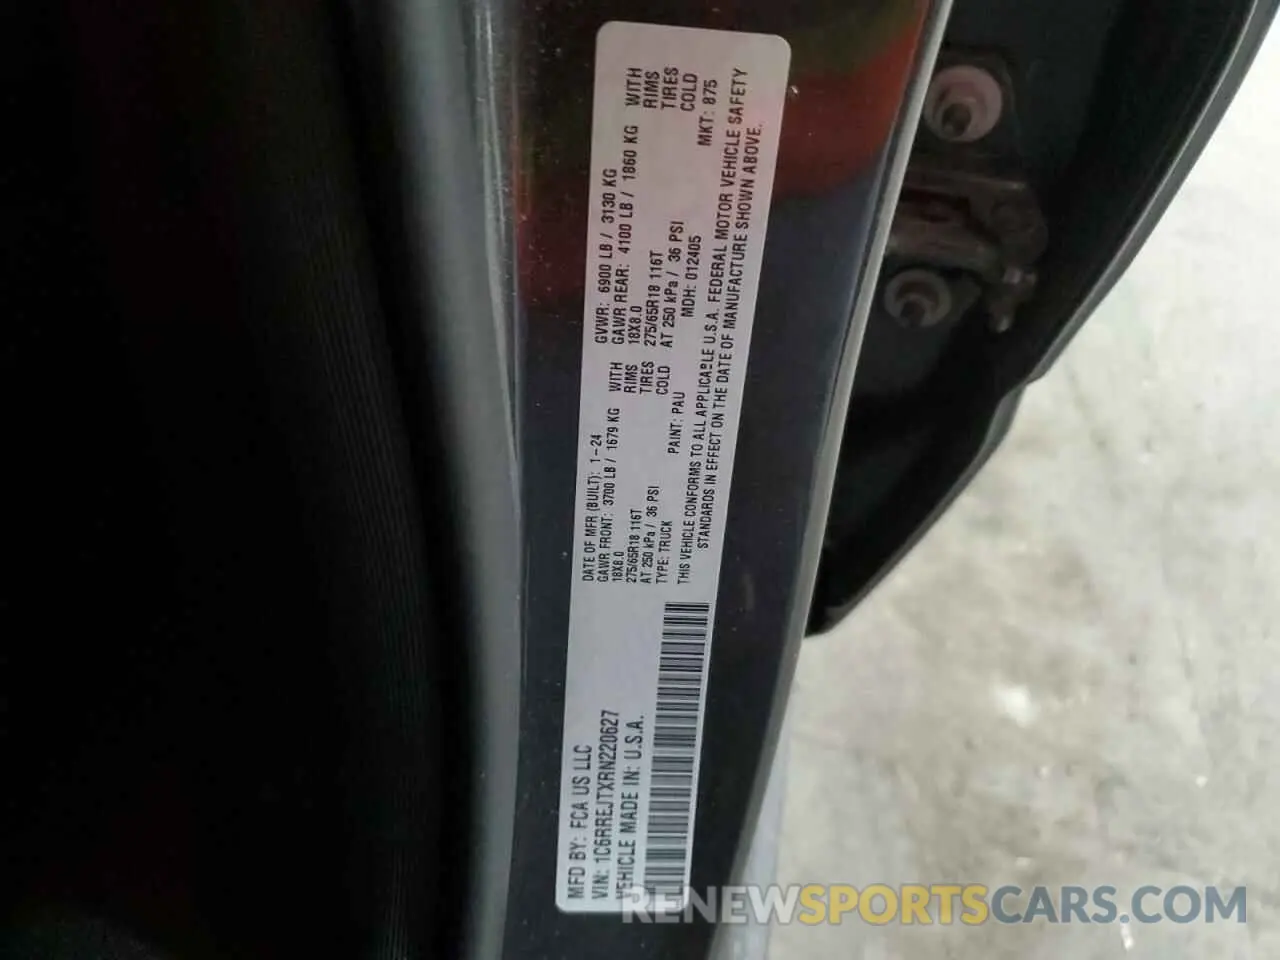 MFD BY: FCA US LLC
VIN: 1C6RREJTXRN220627
VEHICLE MADE IN: U.S.A.
DATE OF MFR (BUILT): 1-24 GVWR: 6900 LB / 3130 KG
GAWR FRONT: 3700 LB / 1679 KG WITH GAWR REAR: 4100 LB / 1860 KG WITH
18X8.0 RIMS 18X8.0 RIMS
275/65R18 116T TIRES 275/65R18 116T TIRES
AT 250 kPa / 36 PSI COLD AT 250 kPa / 36 PSI COLD
TYPE: TRUCK PAINT: PAU MDH: 012405 MKT: 875
THIS VEHICLE CONFORMS TO ALL APPLICABLE U.S.A. FEDERAL MOTOR VEHICLE SAFETY
STANDARDS IN EFFECT ON THE DATE OF MANUFACTURE SHOWN ABOVE.
RENEWSPORTSCARS.COM